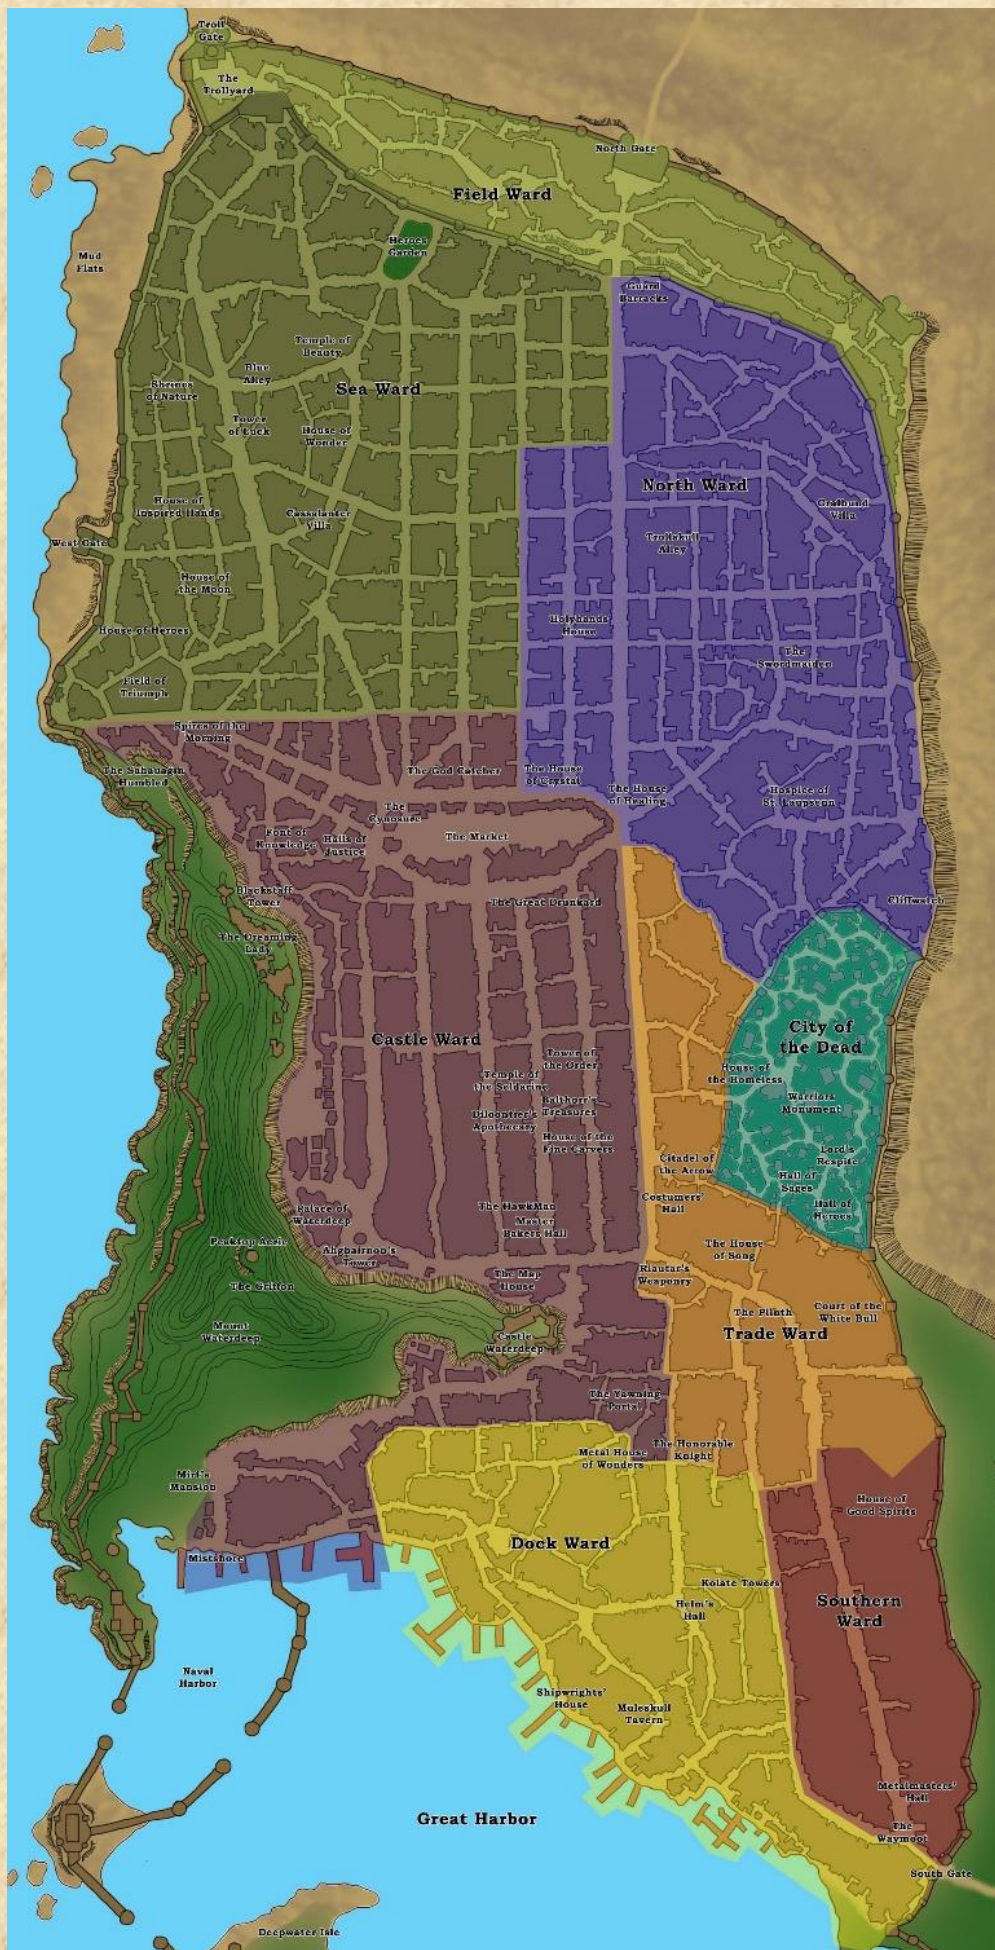 Troll
Gate
The
Trollyard
North Gate
Field Ward
Heroes
Garden
Mud
Flats
Guard
Barracks
Temple of
Beauty
Blue
Alley
Shrines
of Nature
Sea Ward
Tower
of Luck
House of
Wonder
North Ward
House of
Inspired Hands
Cassalanter
Villa
Gralhund
Villa
Trollskull
Alley
West Gate
House of
the Moon
House of Heroes
Holyhands
House
The
Swordmaiden
Field of
Triumph
Spires of the
Morning
The Sahuagin
Humbled
The God Catcher
The House
of Crystal
The House
of Healing
Hospice of
St. Laupsenn
The
Cynosure
The Market
Font of
Knowledge
Halls of
Justice
Blackstaff
Tower
The Great Drunkard
Cliffwatch
The Dreaming
Lady
Castle Ward
City of
the Dead
Tower of
the Order
Temple of
the Seldarine
House of
the Homeless
Warriors
Monument
Balthorr's
Treasures
Diloontier's
Apothecary
House of the
Fine Carvers
Lord's
Respite
Citadel of
the Arrow
Hall of
Sages
Costumers'
Hall
Hall of
Heroes
Palace of
Waterdeep
The HawkMan
Master
Bakers Hall
Peaktop Aerie
Ahghairon's
Tower
The House
of Song
The Griffon
The Map
House
Riautar's
Weaponry
Mount
Waterdeep
Castle
Waterdeep
The Plinth
Court of the
White Bull
Trade Ward
The Yawning
Portal
Metal House
of Wonders
The Honorable
Knight
Mirt's
Mansion
House of
Good Spirits
Mistshore
Dock Ward
Kolate Towers
Helm's
Hall
Southern
Ward
Naval
Harbor
Shipwrights'
House
Muleskull
Tavern
Metalmasters'
Hall
Great Harbor
The
Waymoot
South Gate
Deepwater Isle